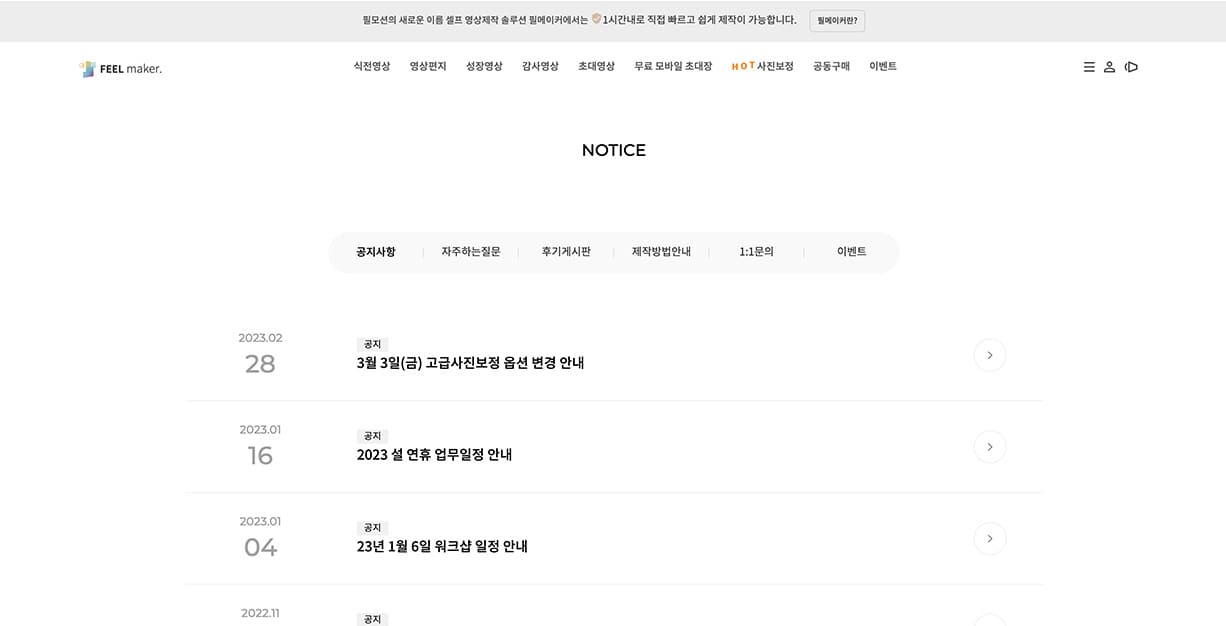 필모션의 새로운 이름 셀프 영상제작 솔루션 필메이커에서는 1시간내로 직접 빠르고 쉽게 제작이 가능합니다. 필메이커란?
FEEL maker. 식전영상 영상편지 성장영상 감사영상 초대영상 무료 모바일 초대장 HOT 사진보정 공동구매 이벤트
NOTICE
공지사항 자주하는질문 후기게시판 제작방법안내 1:1문의 이벤트
2023.02
28
공지
3월 3일(금) 고급사진보정 옵션 변경 안내
2023.01
16
공지
2023 설 연휴 업무일정 안내
2023.01
04
공지
23년 1월 6일 워크샵 일정 안내
2022.11
공지